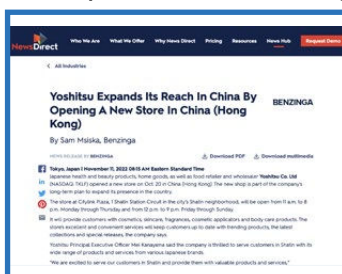 NewsDirect
Who We Are What We Offer Why News Direct Pricing Resources News Hub Request Demo
< All Industries
Yoshitsu Expands Its Reach In China By
Opening A New Store In China (Hong
Kong)
BENZINGA
By Sam Msiska, Benzinga
NEWS RELEASE BY BENZINGA
Download PDF Download multimedia
Tokyo, Japan | November 11, 2022 09:15 AM Eastern Standard Time
Japanese health and beauty products, home goods, as well as food retailer and wholesaler Yoshitsu Co. Ltd
(NASDAQ: TKLF) opened a new store on Oct 20 in China (Hong Kong). The new shop is part of the company's
long-term plan to expand its presence in the country.
The store at Citylink Plaza, 1 Shatin Station Circuit in the city's Shatin neighborhood, will be open from 11 a.m. to 8
p.m. Monday through Thursday and from 12 p.m. to 9 p.m. Friday through Sunday.
It will provide customers with cosmetics, skincare, fragrances, cosmetic applicators and body care products. The
store's excellent and convenient services will keep customers up to date with trending products, the latest
collections and special releases, the company says.
Yoshitsu Principal Executive Officer Mei Kanayama said the company is thrilled to serve customers in Shatin with its
wide range of products and services from various Japanese brands.
"We are excited to serve our customers in Shatin and provide them with valuable products and services."